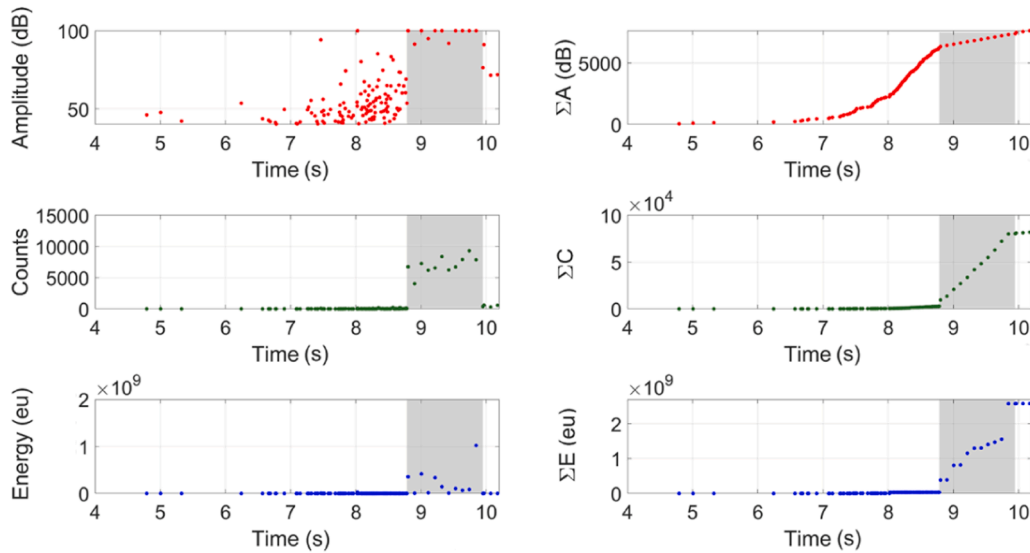 Amplitude (dB)
100
50
4 5 6 7 8 9 10
Time (s)
ΣA (dB)
5000
0
4 5 6 7 8 9 10
Time (s)
Counts
15000
10000
5000
0
4 5 6 7 8 9 10
Time (s)
×10⁴
ΣC
10
5
0
4 5 6 7 8 9 10
Time (s)
×10⁹
Energy (eu)
2
1
0
4 5 6 7 8 9 10
Time (s)
×10⁹
ΣE (eu)
2
1
0
4 5 6 7 8 9 10
Time (s)